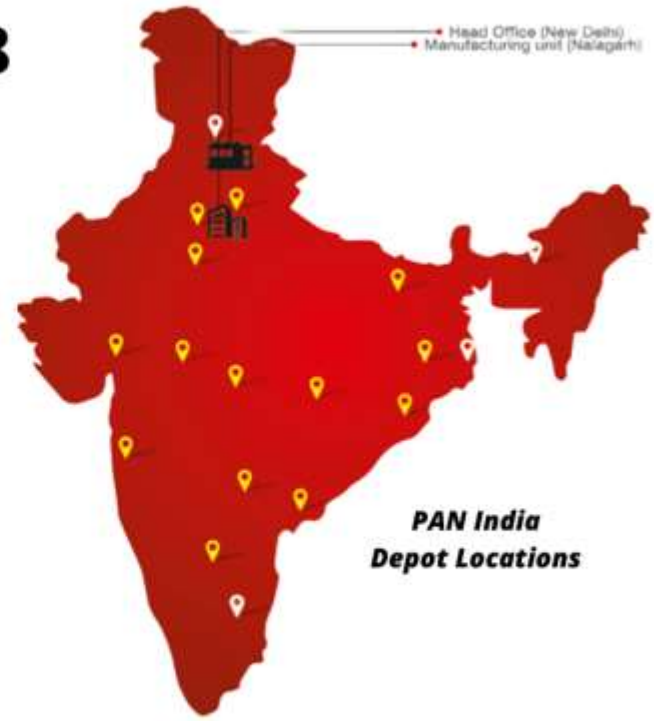 3
Head Office (New Delhi)
Manufacturing unit (Nalagarh)
PAN India
Depot Locations